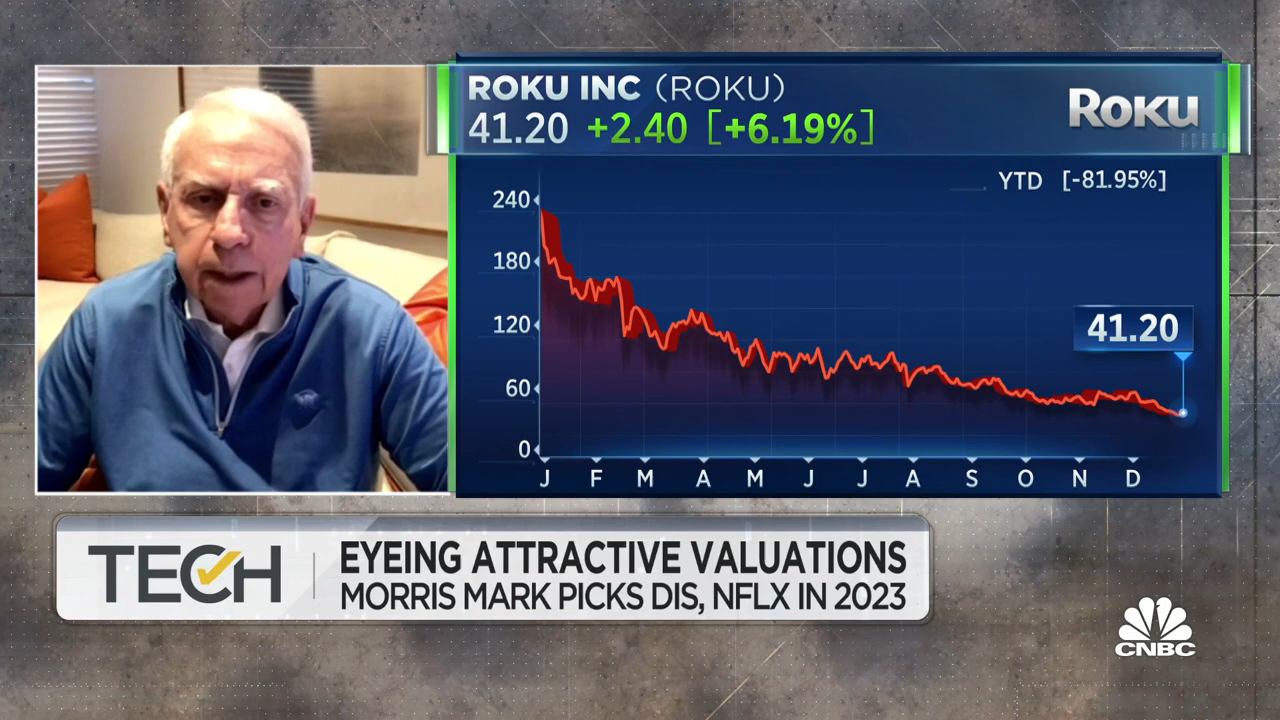 ROKU INC (ROKU)
41.20 +2.40 [+6.19%]
ROKU
YTD [-81.95%]
240
180
120
60
0
41.20
J F M A M J J A S O N D
TECH
EYEING ATTRACTIVE VALUATIONS
MORRIS MARK PICKS DIS, NFLX IN 2023
CNBC